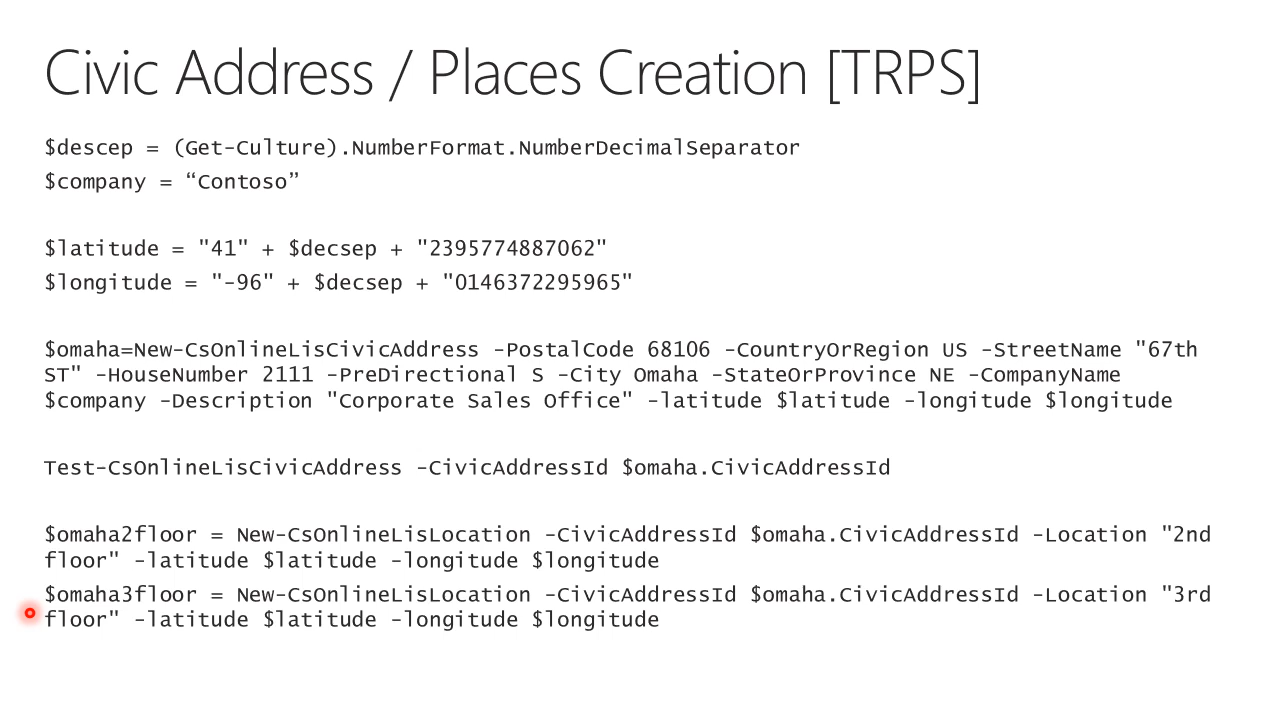 Civic Address / Places Creation [TRPS]
$descep = (Get-Culture).NumberFormat.NumberDecimalSeparator
$company = “Contoso”
$latitude = "41" + $decsep + "2395774887062"
$longitude = "-96" + $decsep + "0146372295965"
$omaha=New-CsOnlineLisCivicAddress -PostalCode 68106 -CountryOrRegion US -StreetName "67th
ST" -HouseNumber 2111 -PreDirectional S -City Omaha -StateOrProvince NE -CompanyName
$company -Description "Corporate Sales Office" -latitude $latitude -longitude $longitude
Test-CsOnlineLisCivicAddress -CivicAddressId $omaha.CivicAddressId
$omaha2floor = New-CsOnlineLisLocation -CivicAddressId $omaha.CivicAddressId -Location "2nd
floor" -latitude $latitude -longitude $longitude
$omaha3floor = New-CsOnlineLisLocation -CivicAddressId $omaha.CivicAddressId -Location "3rd
floor" -latitude $latitude -longitude $longitude